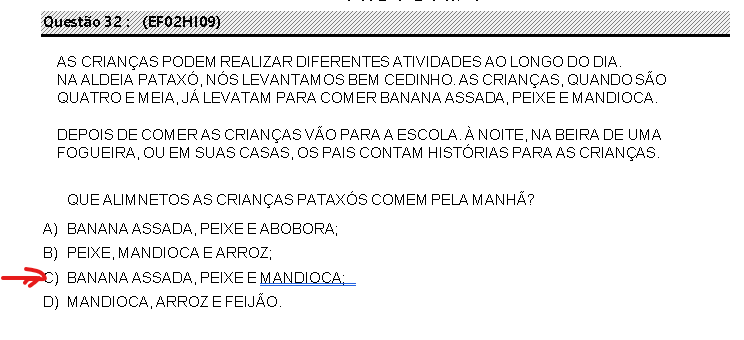 Questão 32 : (EF02HI09)
AS CRIANÇAS PODEM REALIZAR DIFERENTES ATIVIDADES AO LONGO DO DIA.
NA ALDEIA PATAXÓ, NÓS LEVANTAMOS BEM CEDINHO. AS CRIANÇAS, QUANDO SÃO
QUATRO E MEIA, JÁ LEVATAM PARA COMER BANANA ASSADA, PEIXE E MANDIOCA.
DEPOIS DE COMER AS CRIANÇAS VÃO PARA A ESCOLA. À NOITE, NA BEIRA DE UMA
FOGUEIRA, OU EM SUAS CASAS, OS PAIS CONTAM HISTÓRIAS PARA AS CRIANÇAS.
QUE ALIMNETOS AS CRIANÇAS PATAXÓS COMEM PELA MANHÃ?
A) BANANA ASSADA, PEIXE E ABOBORA;
B) PEIXE, MANDIOCA E ARROZ;
C) BANANA ASSADA, PEIXE E MANDIOCA;
D) MANDIOCA, ARROZ E FEIJÃO.